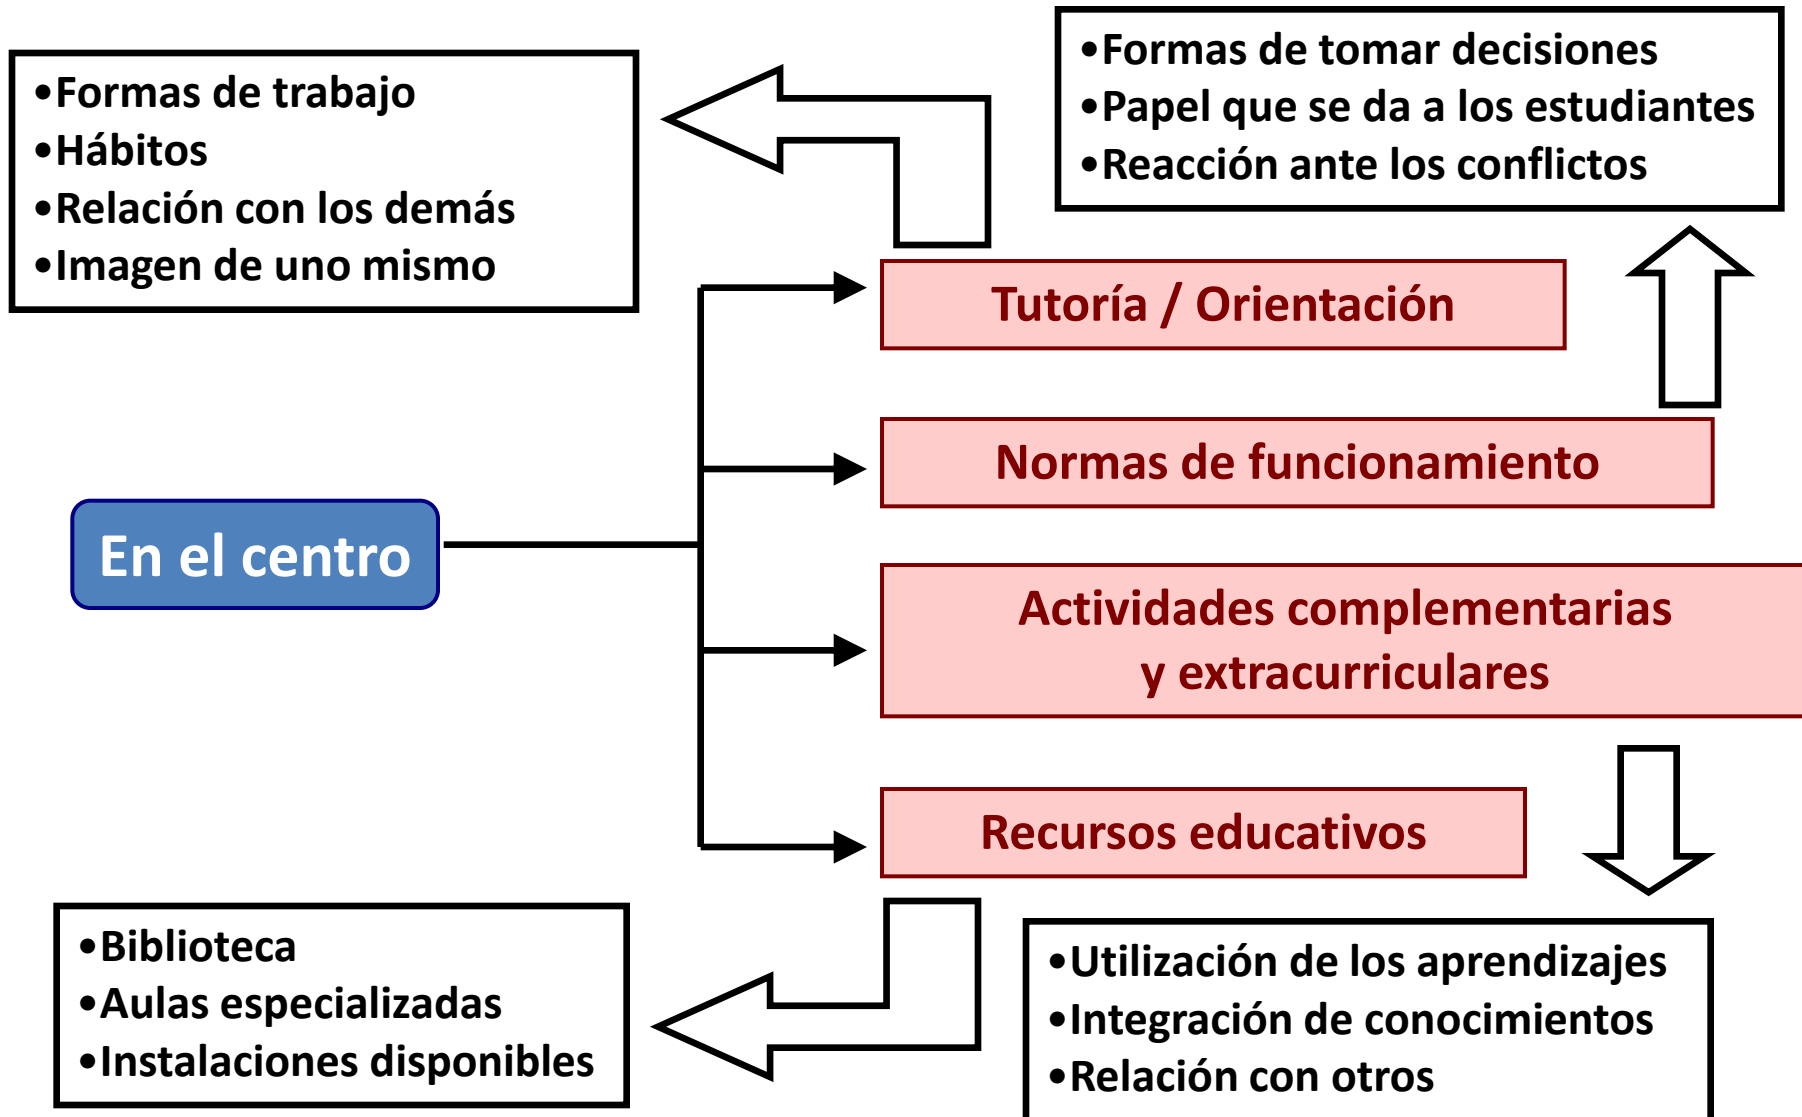 •Formas de trabajo
•Hábitos
•Relación con los demás
•Imagen de uno mismo
•Formas de tomar decisiones
•Papel que se da a los estudiantes
•Reacción ante los conflictos
Tutoría / Orientación
Normas de funcionamiento
En el centro
Actividades complementarias
y extracurriculares
Recursos educativos
•Biblioteca
•Aulas especializadas
•Instalaciones disponibles
•Utilización de los aprendizajes
•Integración de conocimientos
•Relación con otros